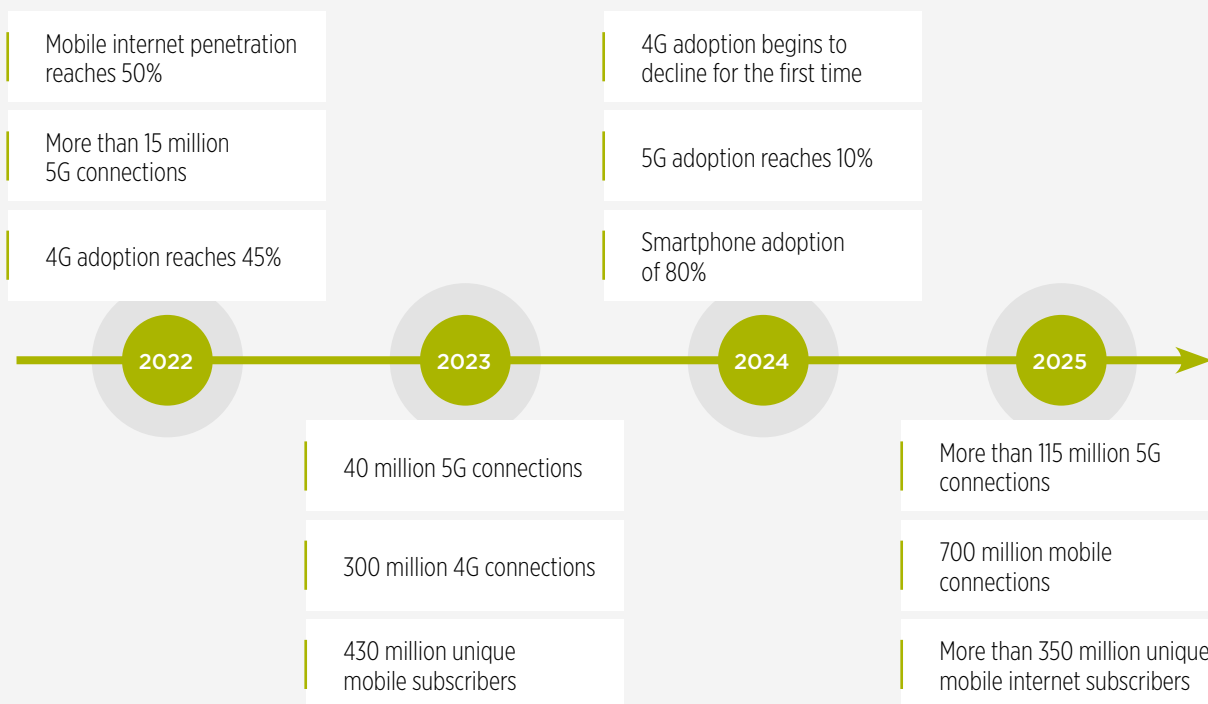 Mobile internet penetration
reaches 50%
More than 15 million
5G connections
4G adoption reaches 45%
4G adoption begins to
decline for the first time
5G adoption reaches 10%
Smartphone adoption
of 80%
2022
2023
2024
2025
40 million 5G connections
300 million 4G connections
430 million unique
mobile subscribers
More than 115 million 5G
connections
700 million mobile
connections
More than 350 million unique
mobile internet subscribers